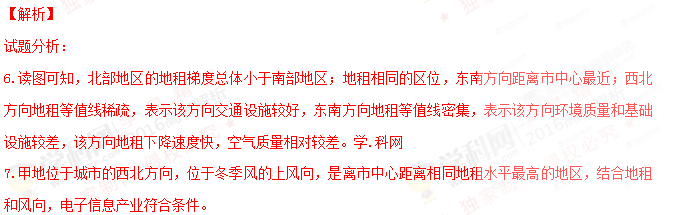 【解析】
试题分析：
6.读图可知，北部地区的地租梯度总体小于南部地区；地租相同的区位，东南方向距离市中心最近；西北
方向地租等值线稀疏，表示该方向交通设施较好，东南方向地租等值线密集，表示该方向环境质量和基础
设施较差，该方向地租下降速度快，空气质量相对较差。学.科网
7.甲地位于城市的西北方向，位于冬季风的上风向，是离市中心距离相同地租水平最高的地区，结合地租
和风向，电子信息产业符合条件。